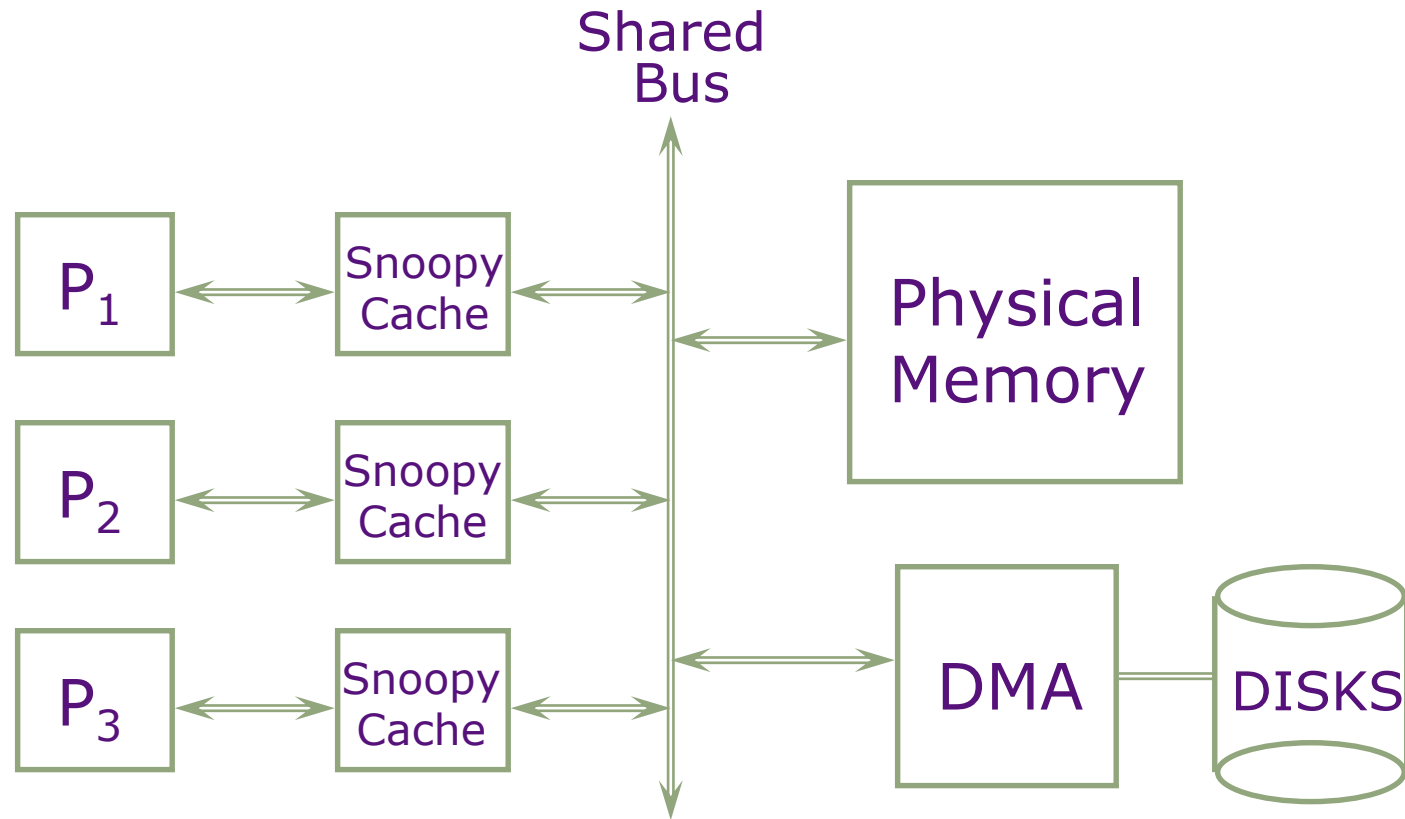 Shared
Bus
P₁
Snoopy
Cache
Physical
Memory
P₂
Snoopy
Cache
P₃
Snoopy
Cache
DMA
DISKS